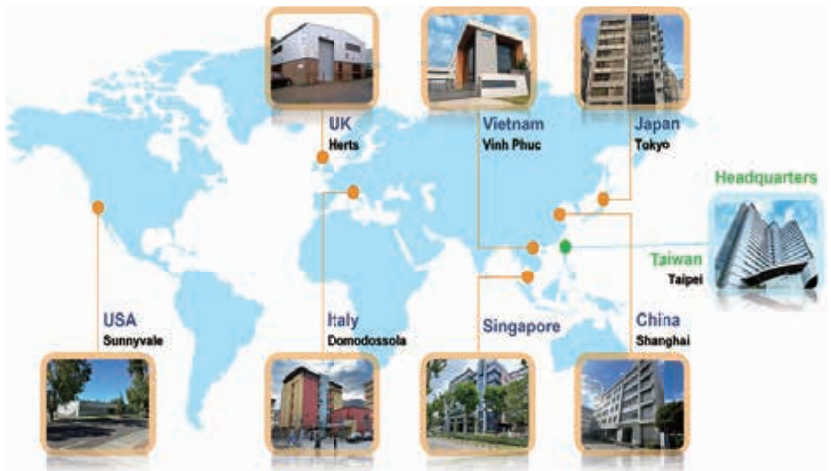 UK
Herts
Vietnam
Vinh Phuc
Japan
Tokyo
Headquarters
Taiwan
Taipei
USA
Sunnyvale
Italy
Domodossola
Singapore
China
Shanghai